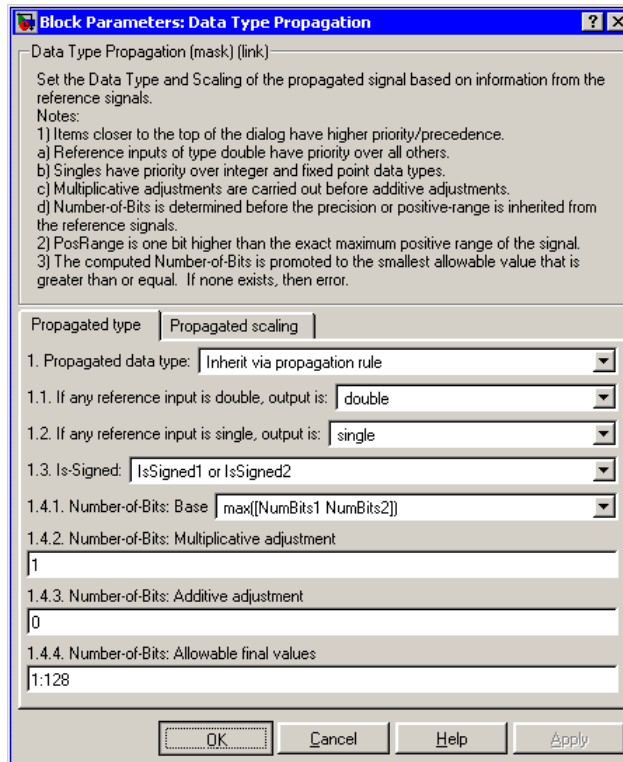 Block Parameters: Data Type Propagation
Data Type Propagation (mask) (link)
Set the Data Type and Scaling of the propagated signal based on information from the
reference signals.
Notes:
1) Items closer to the top of the dialog have higher priority/precedence.
a) Reference inputs of type double have priority over all others.
b) Singles have priority over integer and fixed point data types.
c) Multiplicative adjustments are carried out before additive adjustments.
d) Number-of-Bits is determined before the precision or positive-range is inherited from
the reference signals.
2) PosRange is one bit higher than the exact maximum positive range of the signal.
3) The computed Number-of-Bits is promoted to the smallest allowable value that is
greater than or equal.  If none exists, then error.
Propagated type Propagated scaling
1. Propagated data type: Inherit via propagation rule
1.1. If any reference input is double, output is: double
1.2. If any reference input is single, output is: single
1.3. Is-Signed: IsSigned1 or IsSigned2
1.4.1. Number-of-Bits: Base max([NumBits1 NumBits2])
1.4.2. Number-of-Bits: Multiplicative adjustment
1
1.4.3. Number-of-Bits: Additive adjustment
0
1.4.4. Number-of-Bits: Allowable final values
1:128
OK Cancel Help Apply